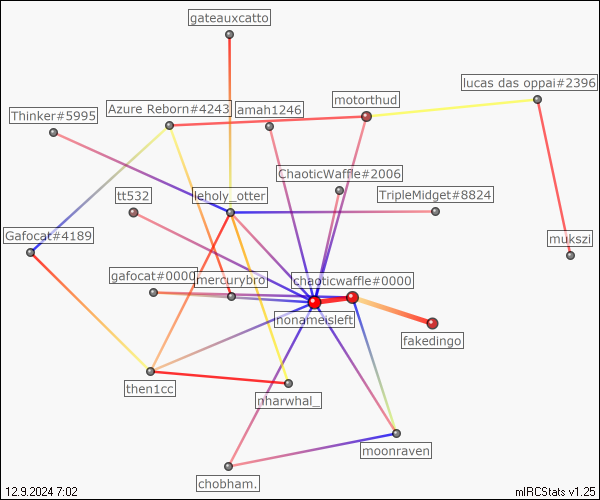 gateauxcatto
lucas das oppai#2396
motorthud
Thinker#5995
Azure Reborn#4243
amah1246
ChaoticWaffle#2006
tt532
leholy_otter
TripleMidget#8824
Gafocat#4189
mukszi
gafocat#0000
mercurybro
chaoticwaffle#0000
nonameisleft
fakedingo
then1cc
nharwhal_
moonraven
chobham.
12.9.2024 7:02
mIRCStats v1.25